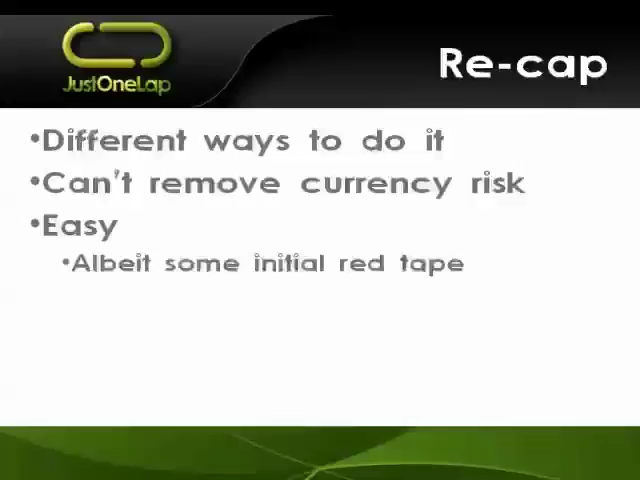 JustOneLap
Re-cap
•Different ways to do it
•Can't remove currency risk
•Easy
•Albeit some initial red tape